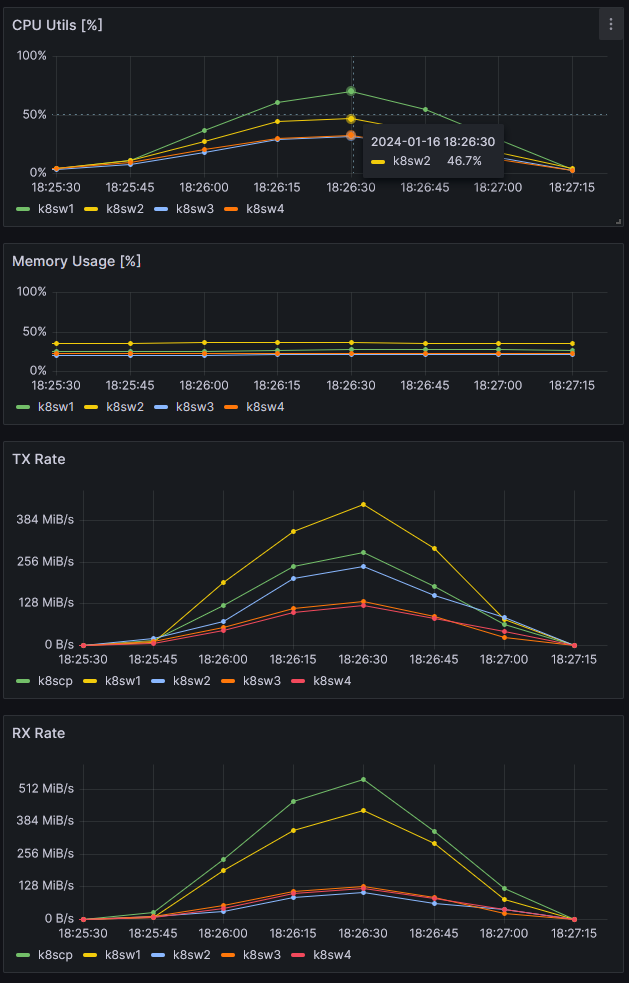 CPU Utils [%]
100%
50%
0%
2024-01-16 18:26:30
k8sw2 46.7%
18:25:30 18:25:45 18:26:00 18:26:15 18:26:30 18:26:45 18:27:00 18:27:15
k8sw1 k8sw2 k8sw3 k8sw4
Memory Usage [%]
100%
50%
0%
18:25:30 18:25:45 18:26:00 18:26:15 18:26:30 18:26:45 18:27:00 18:27:15
k8sw1 k8sw2 k8sw3 k8sw4
TX Rate
384 MiB/s
256 MiB/s
128 MiB/s
0 B/s
18:25:30 18:25:45 18:26:00 18:26:15 18:26:30 18:26:45 18:27:00 18:27:15
k8scp k8sw1 k8sw2 k8sw3 k8sw4
RX Rate
512 MiB/s
384 MiB/s
256 MiB/s
128 MiB/s
0 B/s
18:25:30 18:25:45 18:26:00 18:26:15 18:26:30 18:26:45 18:27:00 18:27:15
k8scp k8sw1 k8sw2 k8sw3 k8sw4